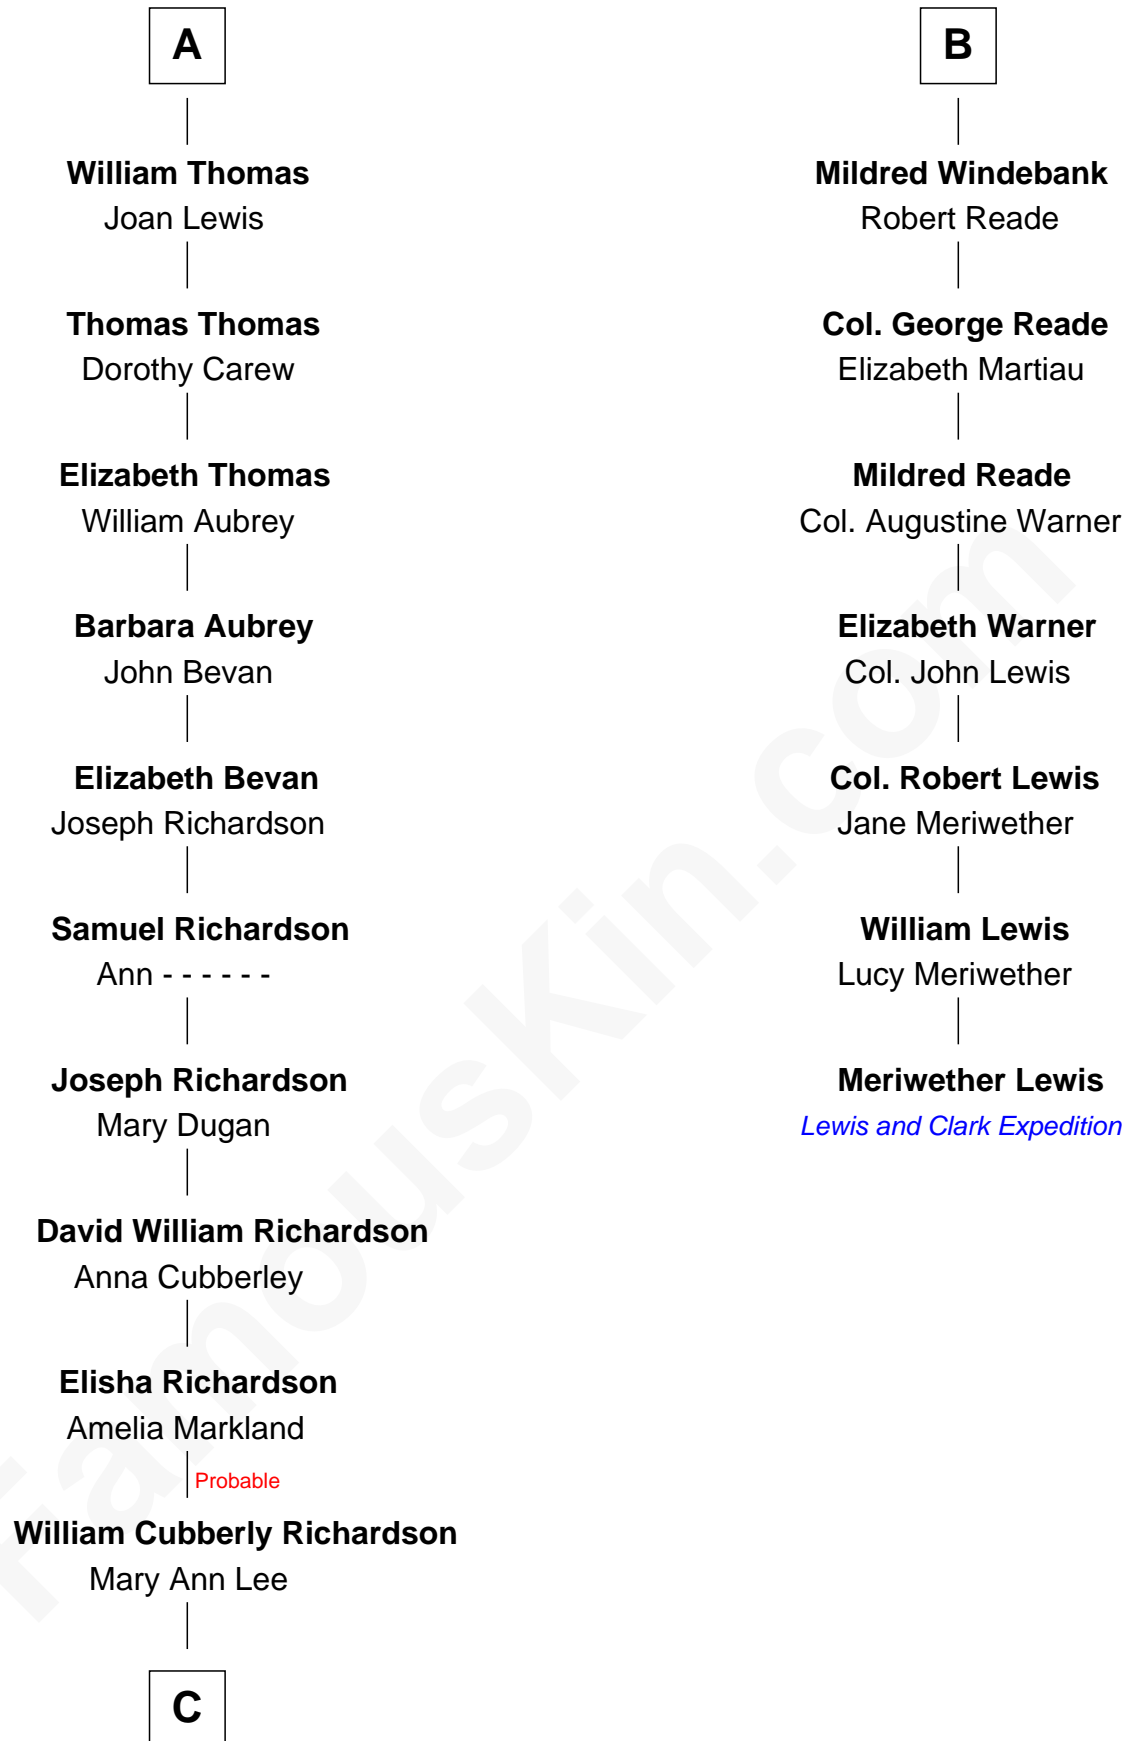 A
William Thomas
Joan Lewis
Thomas Thomas
Dorothy Carew
Elizabeth Thomas
William Aubrey
Barbara Aubrey
John Bevan
Elizabeth Bevan
Joseph Richardson
Samuel Richardson
Ann - - - - - -
Joseph Richardson
Mary Dugan
David William Richardson
Anna Cubberley
Elisha Richardson
Amelia Markland
Probable
William Cubberly Richardson
Mary Ann Lee
C
B
Mildred Windebank
Robert Reade
Col. George Reade
Elizabeth Martiau
Mildred Reade
Col. Augustine Warner
Elizabeth Warner
Col. John Lewis
Col. Robert Lewis
Jane Meriwether
William Lewis
Lucy Meriwether
Meriwether Lewis
Lewis and Clark Expedition
FamousKin.com